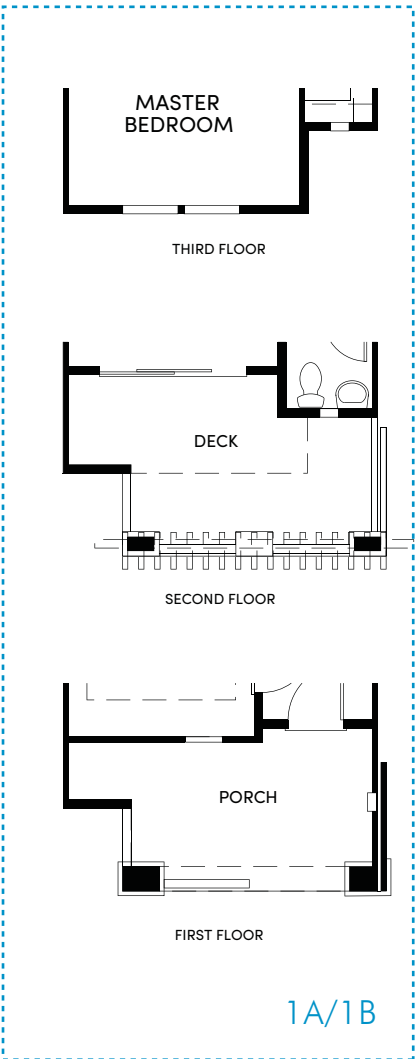 MASTER
BEDROOM
THIRD FLOOR
DECK
SECOND FLOOR
PORCH
FIRST FLOOR
1A/1B